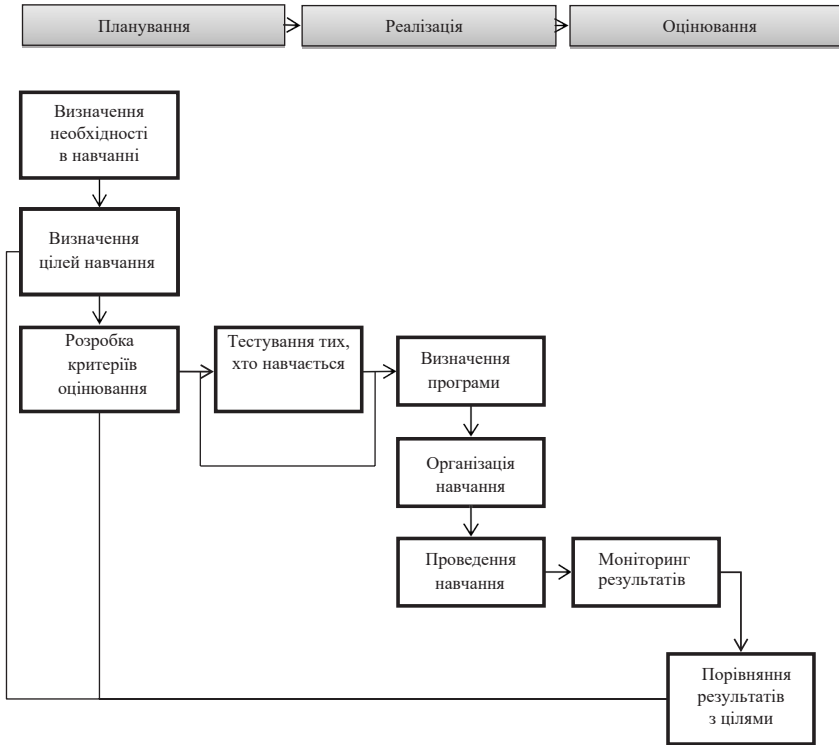 Планування
Реалізація
Оцінювання
Визначення
необхідності
в навчанні
Визначення
цілей навчання
Розробка
критеріїв
оцінювання
Тестування тих,
хто навчається
Визначення
програми
Організація
навчання
Проведення
навчання
Моніторинг
результатів
Порівняння
результатів
з цілями